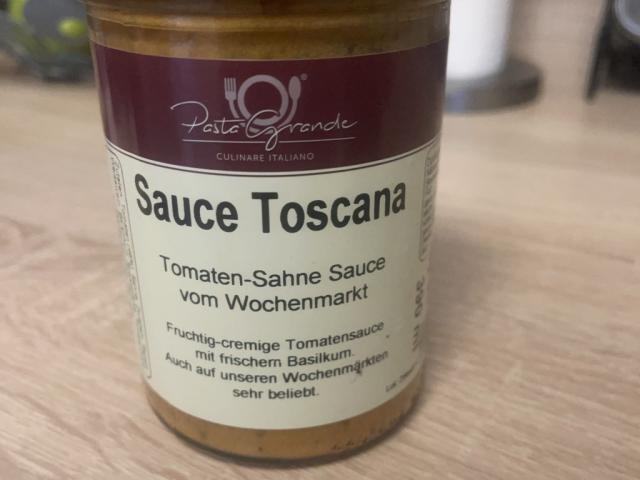 Pasta Grande ®
CULINARE ITALIANO
Sauce Toscana
Tomaten-Sahne Sauce
vom Wochenmarkt
Fruchtig-cremige Tomatensauce
mit frischem Basilkum.
Auch auf unseren Wochenmärkten
sehr beliebt.